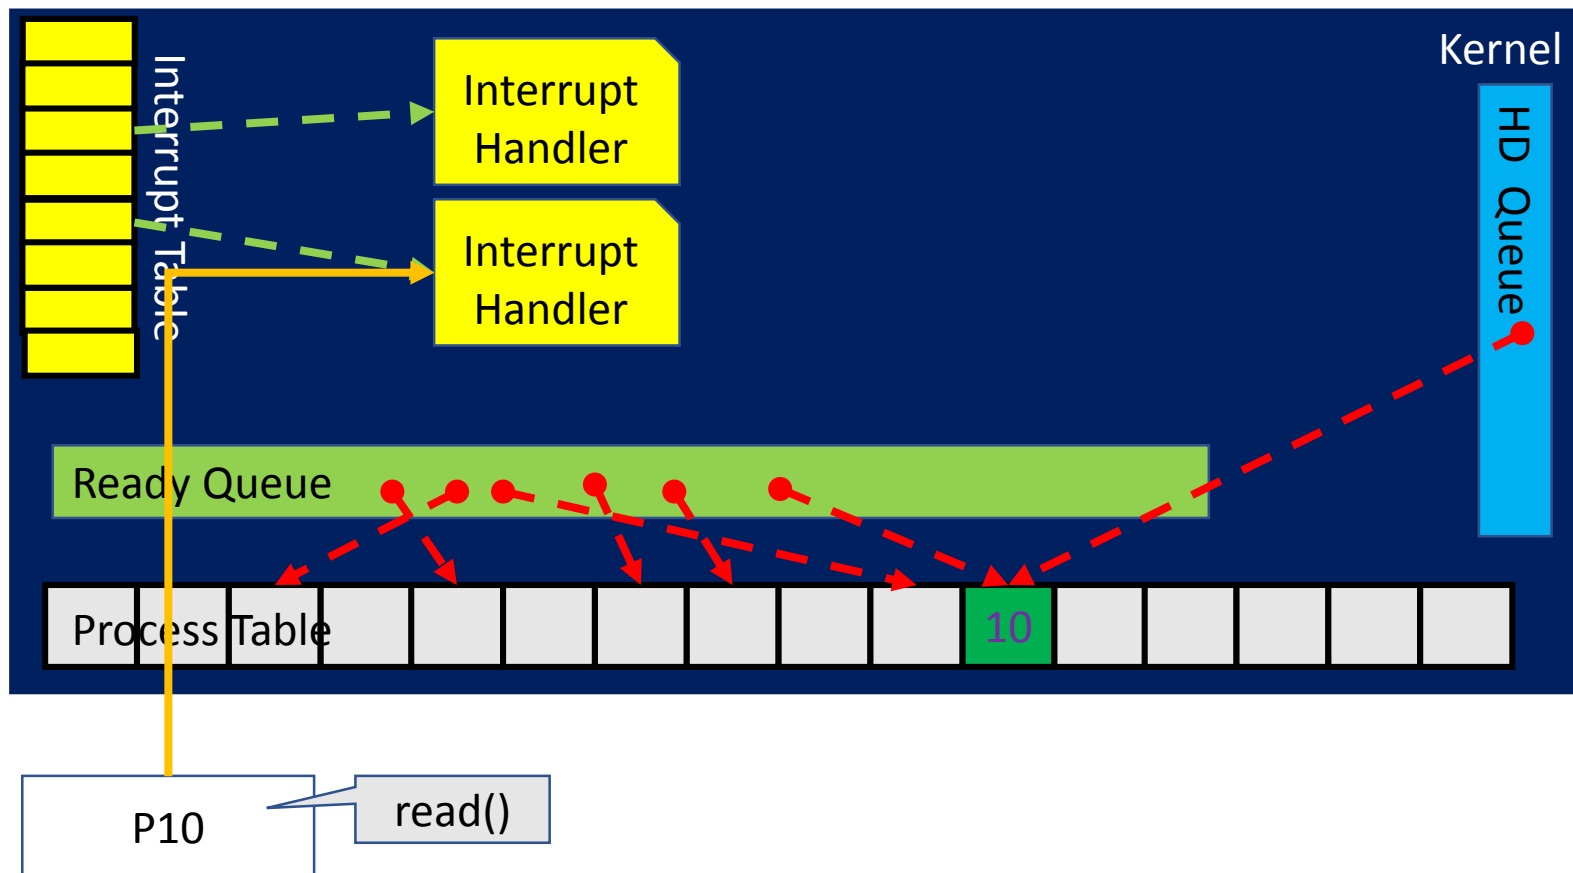 Kernel
Interrupt Table
Interrupt
Handler
HD Queue
Interrupt
Handler
Ready Queue
Process Table
10
P10
read()